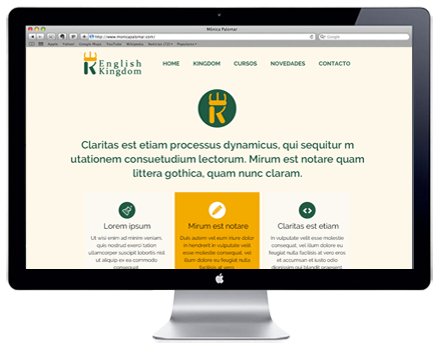 Mónica Palomar
http://www.monicapalomar.com/
Google
Apple Yahoo! Google Maps YouTube Wikipedia Noticias Populares
English
Kingdom
HOME KINGDOM CURSOS NOVEDADES CONTACTO
Claritas est etiam processus dynamicus, qui sequitur m
utationem consuetudium lectorum. Mirum est notare quam
littera gothica, quam nunc claram.
Lorem ipsum
Ut wisi enim ad minim veniam,
quis nostrud exerci tation
ullamcorper suscipit lobortis nisl
ut aliquip ex ea commodo
consequat
Mirum est notare
Duis autem vel eum iriure dolor
in hendrerit in vulputate velit
esse molestie consequat, vel
illum dolore eu feugiat nulla
facilisis at vero
Claritas est etiam
In vulputate velit esse molestie
consequat, vel illum dolore eu
feugiat nulla facilisis at vero eros
et accumsan et iusto odio
dignissim qui blandit praesent